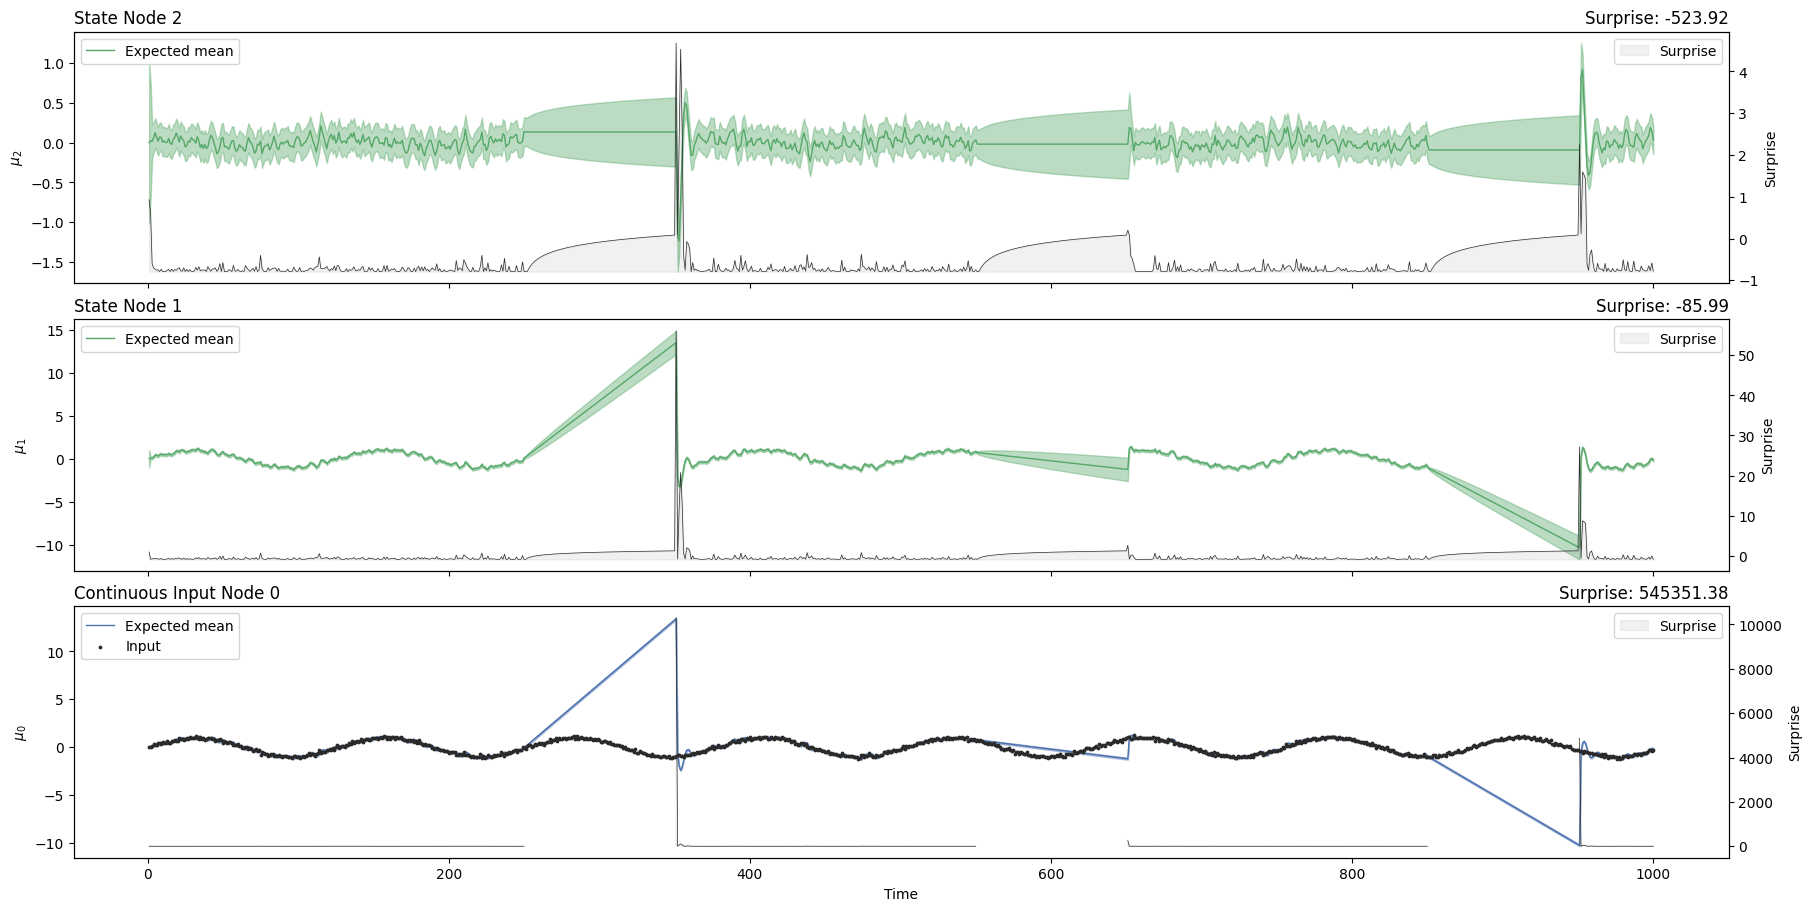 State Node 2 Surprise: -523.92
Expected mean
Surprise
1.0
0.5
0.0
−0.5
−1.0
−1.5
μ2
4
3
2
1
0
−1
Surprise
State Node 1 Surprise: -85.99
Expected mean
Surprise
15
10
5
0
−5
−10
μ1
50
40
30
20
10
0
Surprise
Continuous Input Node 0 Surprise: 545351.38
Expected mean
Input
Surprise
10
5
0
−5
−10
μ0
10000
8000
6000
4000
2000
0
Surprise
0 200 400 600 800 1000
Time